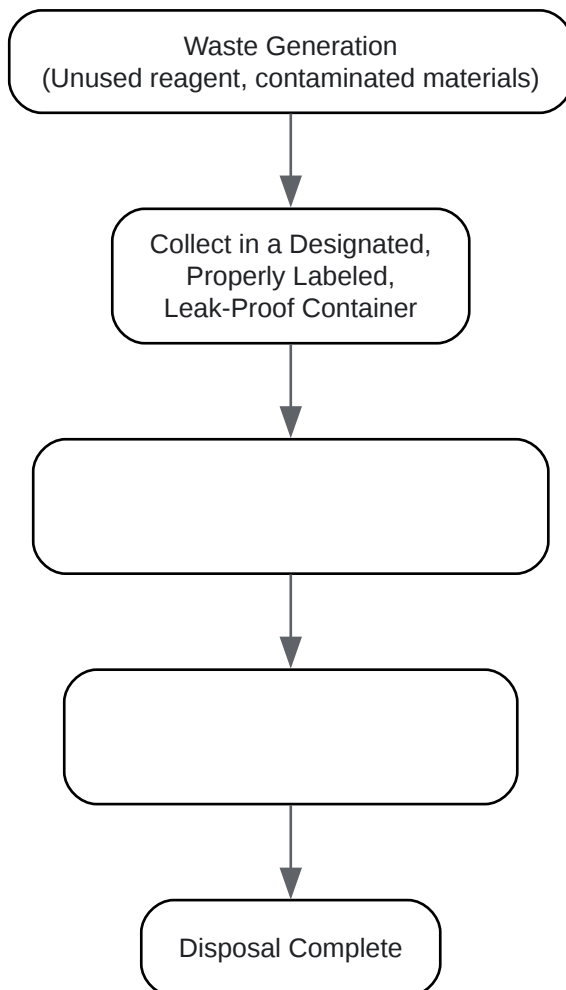 Waste Generation
(Unused reagent, contaminated materials)
Collect in a Designated,
Properly Labeled,
Leak-Proof Container
Disposal Complete